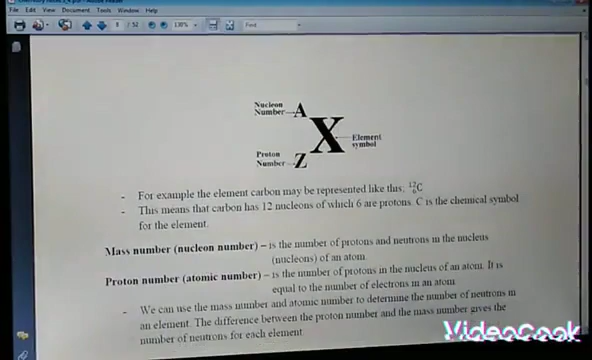 File Edit View Document Tools Window Help
130%
Find
Nucleon
Number
A
X
Element
symbol
Proton
Number
Z
- For example the element carbon may be represented like this; ¹²₆C
- This means that carbon has 12 nucleons of which 6 are protons. C is the chemical symbol
for the element.
Mass number (nucleon number) – is the number of protons and neutrons in the nucleus
(nucleons) of an atom.
Proton number (atomic number) – is the number of protons in the nucleus of an atom. It is
equal to the number of electrons in an atom.
- We can use the mass number and atomic number to determine the number of neutrons in
an element. The difference between the proton number and the mass number gives the
number of neutrons for each element.
VideoCook